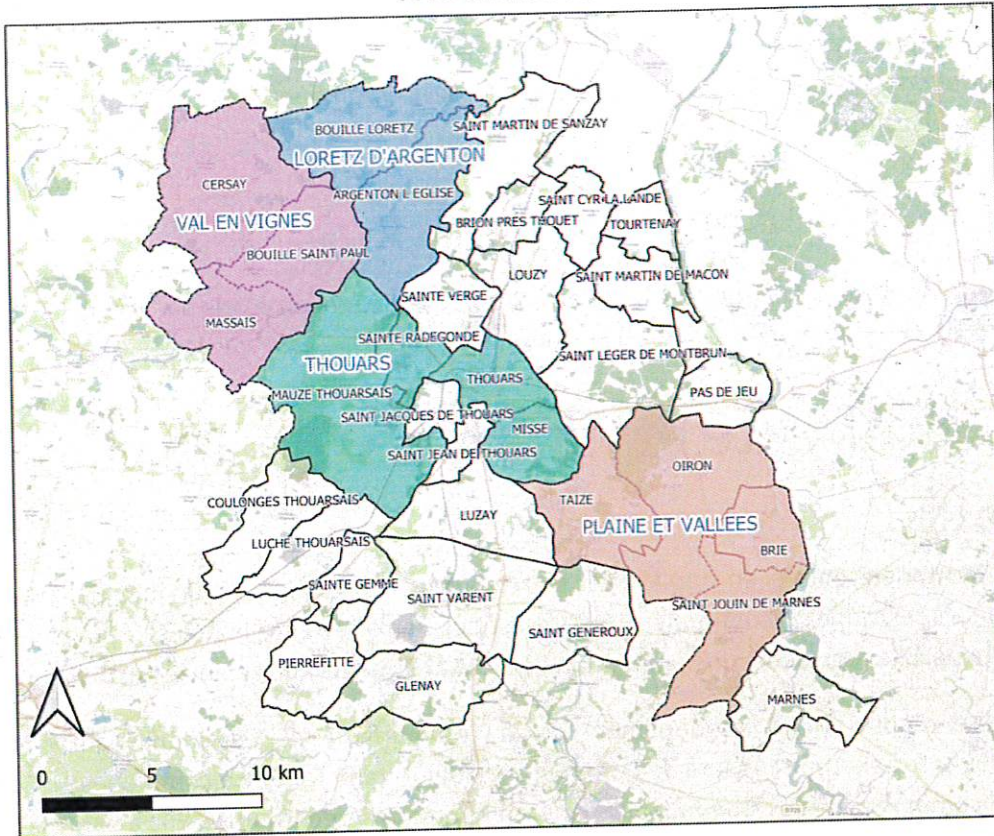 BOUILLE LORETZ
SAINT MARTIN DE SANZAY
LORETZ D'ARGENTON
CERSAY
ARGENTON L EGLISE
SAINT CYR LA LANDE
VAL EN VIGNES
BRION PRES THOUET
TOURTENAY
BOUILLE SAINT PAUL
LOUZY
SAINT MARTIN DE MACON
SAINTE VERGE
MASSAIS
SAINTE RADEGONDE
SAINT LEGER DE MONTBRUN
THOUARS
THOUARS
MAUZE THOUARSAIS
PAS DE JEU
SAINT JACQUES DE THOUARS
MISSE
SAINT JEAN DE THOUARS
OIRON
COULONGES THOUARSAIS
TAIZE
LUZAY
PLAINE ET VALLEES
LUCHE THOUARSAIS
BRIE
SAINTE GEMME
SAINT VARENT
SAINT JOUIN DE MARNES
SAINT GENEROUX
PIERREFITTE
GLENAY
MARNES
0 5 10 km